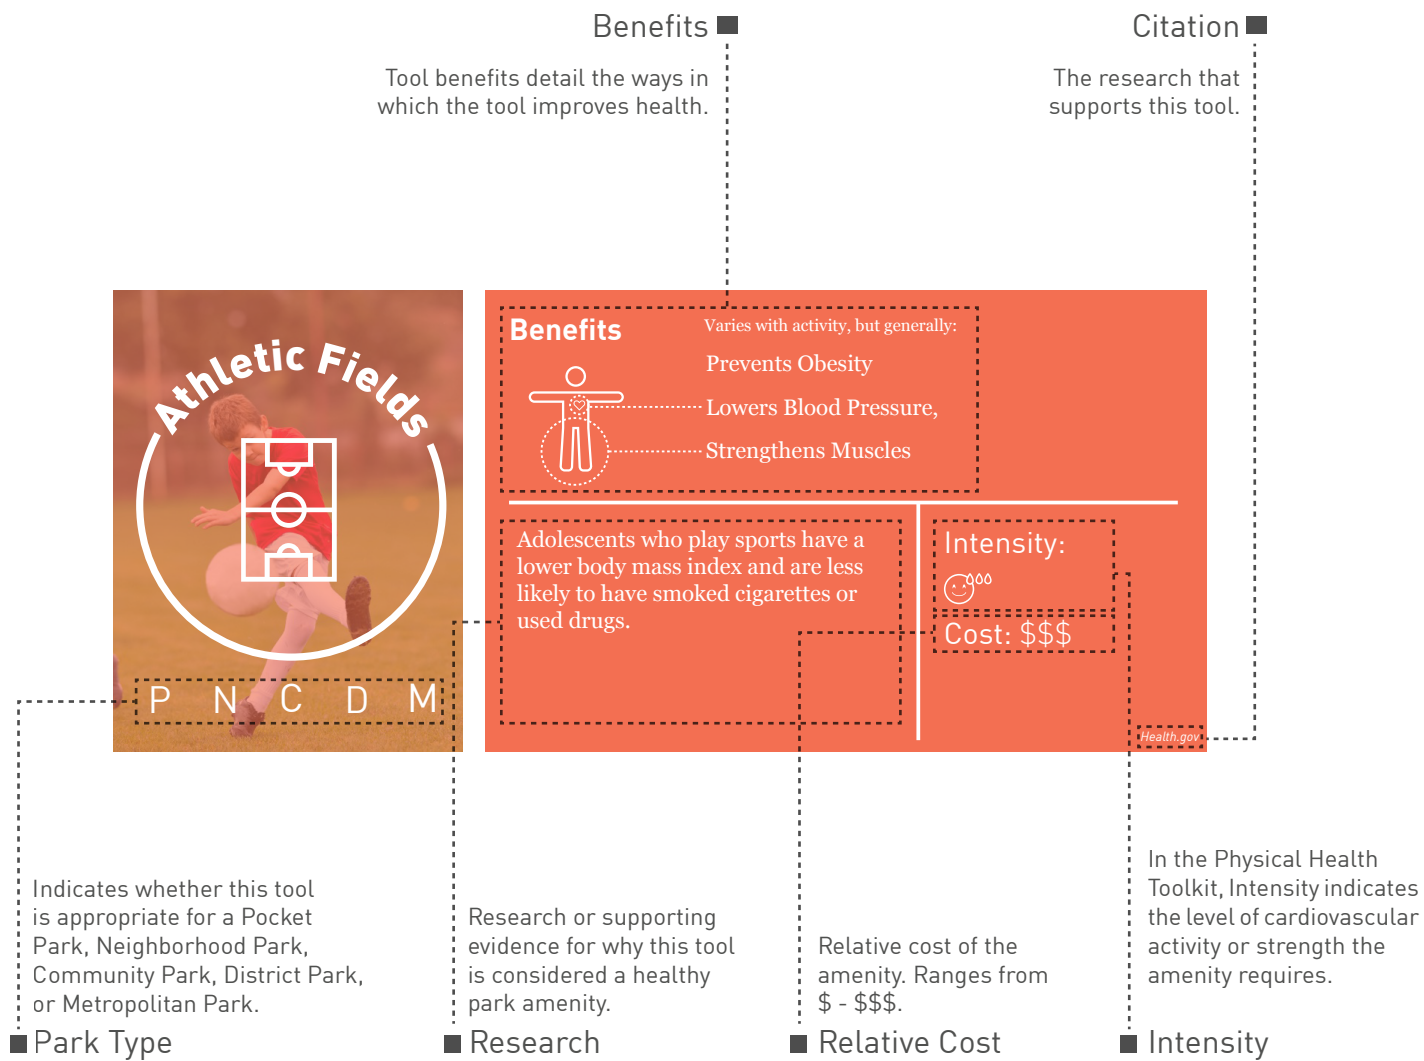 Benefits
Tool benefits detail the ways in
which the tool improves health.
Citation
The research that
supports this tool.
Athletic Fields
P N C D M
Benefits
Varies with activity, but generally:
Prevents Obesity
Lowers Blood Pressure,
Strengthens Muscles
Adolescents who play sports have a
lower body mass index and are less
likely to have smoked cigarettes or
used drugs.
Intensity:
Cost: $$$
Health.gov
Indicates whether this tool
is appropriate for a Pocket
Park, Neighborhood Park,
Community Park, District Park,
or Metropolitan Park.
Park Type
Research or supporting
evidence for why this tool
is considered a healthy
park amenity.
Research
Relative cost of the
amenity. Ranges from
$ - $$$.
Relative Cost
In the Physical Health
Toolkit, Intensity indicates
the level of cardiovascular
activity or strength the
amenity requires.
Intensity